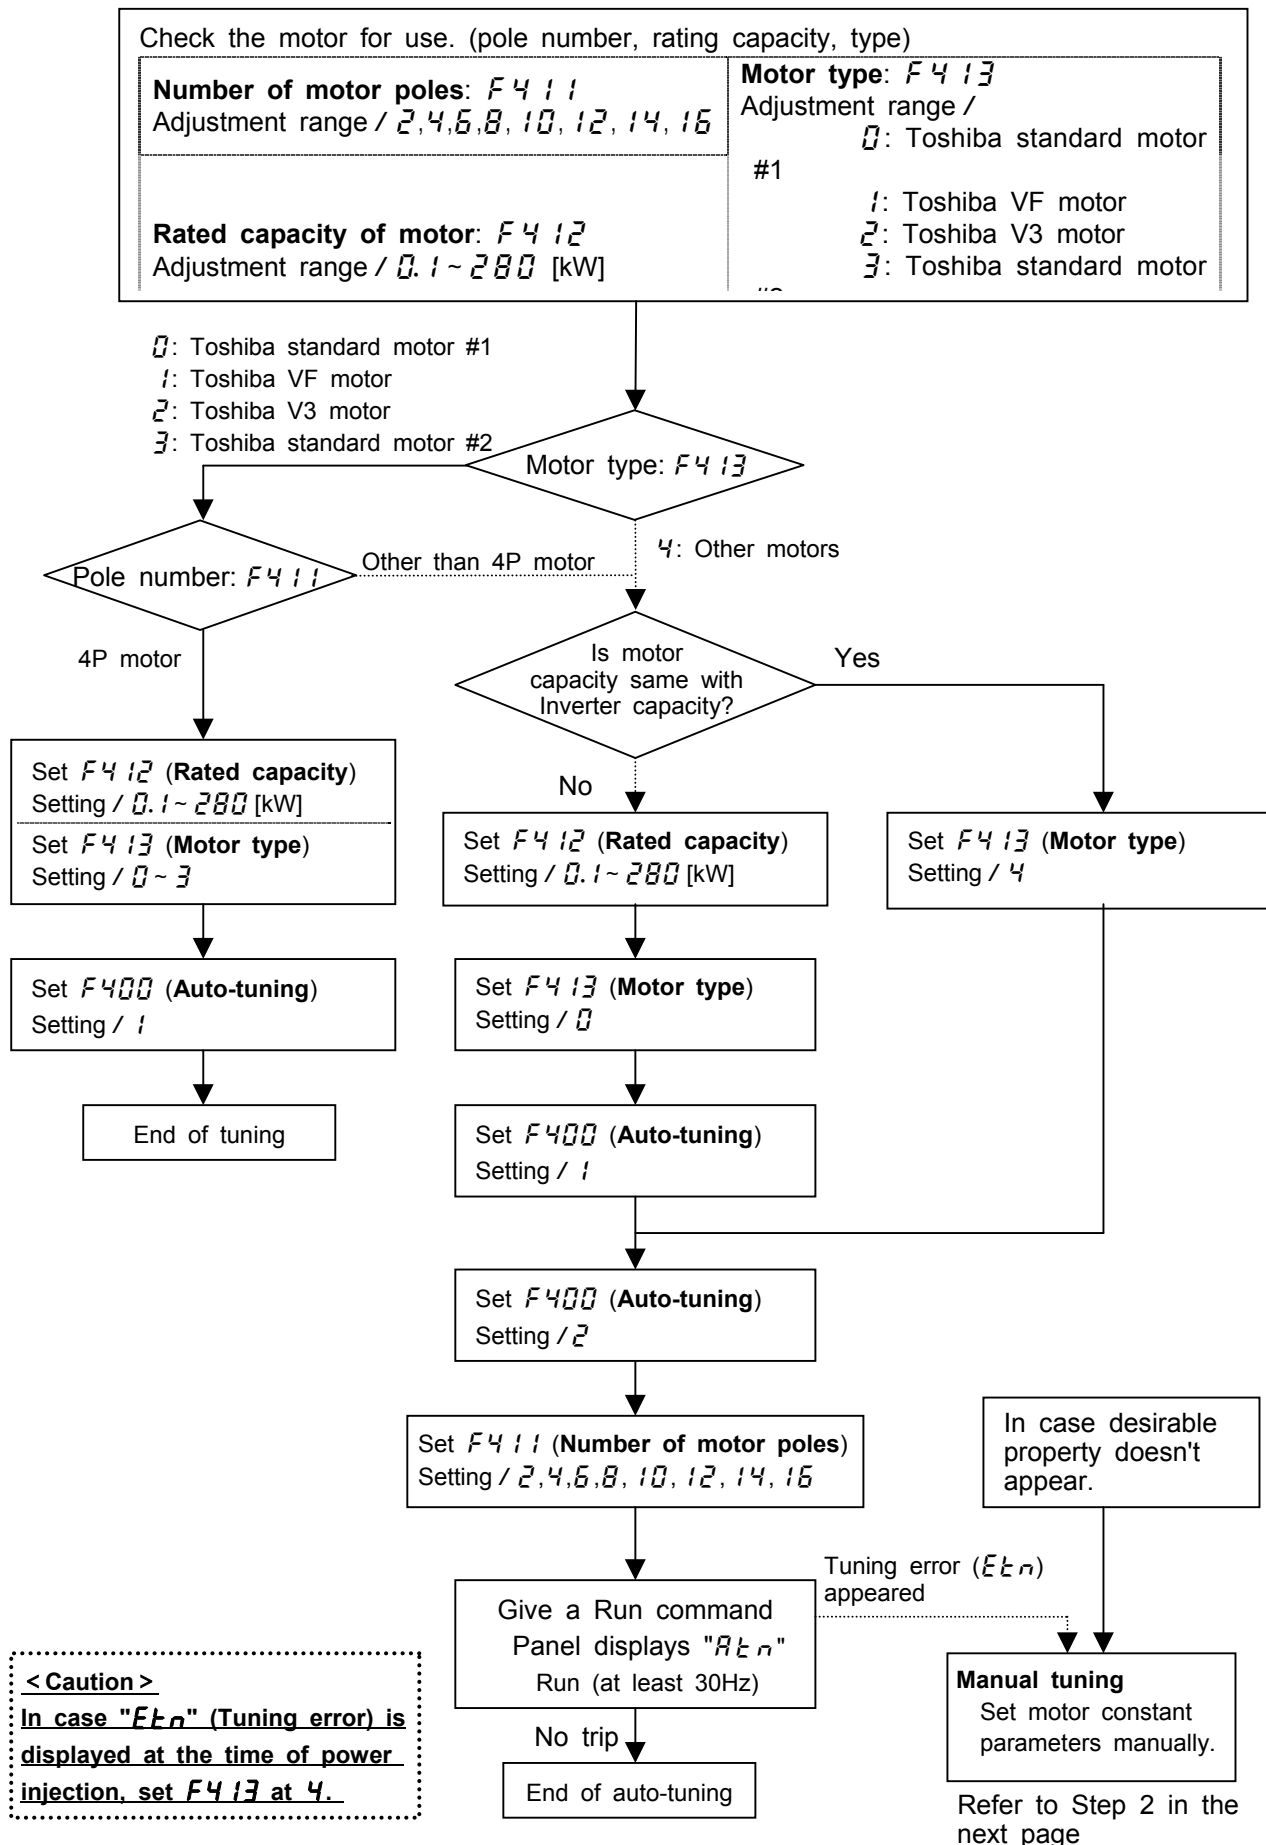 Check the motor for use. (pole number, rating capacity, type)
Number of motor poles: F411
Adjustment range / 2,4,6,8,10,12,14,16
Rated capacity of motor: F412
Adjustment range / 0.1~280 [kW]
Motor type: F413
Adjustment range /
0: Toshiba standard motor
#1
1: Toshiba VF motor
2: Toshiba V3 motor
3: Toshiba standard motor
0: Toshiba standard motor #1
1: Toshiba VF motor
2: Toshiba V3 motor
3: Toshiba standard motor #2
Motor type: F413
Pole number: F411
Other than 4P motor
4: Other motors
4P motor
Is motor
capacity same with
Inverter capacity?
Yes
No
Set F412 (Rated capacity)
Setting / 0.1~280 [kW]
Set F413 (Motor type)
Setting / 0~3
Set F412 (Rated capacity)
Setting / 0.1~280 [kW]
Set F413 (Motor type)
Setting / 4
Set F400 (Auto-tuning)
Setting / 1
Set F413 (Motor type)
Setting / 0
End of tuning
Set F400 (Auto-tuning)
Setting / 1
Set F400 (Auto-tuning)
Setting / 2
Set F411 (Number of motor poles)
Setting / 2,4,6,8,10,12,14,16
In case desirable
property doesn't
appear.
Give a Run command
Panel displays "Atn"
Run (at least 30Hz)
Tuning error (Etn)
appeared
Manual tuning
Set motor constant
parameters manually.
No trip
End of auto-tuning
Refer to Step 2 in the
next page
<Caution>
In case "Etn" (Tuning error) is
displayed at the time of power
injection, set F413 at 4.